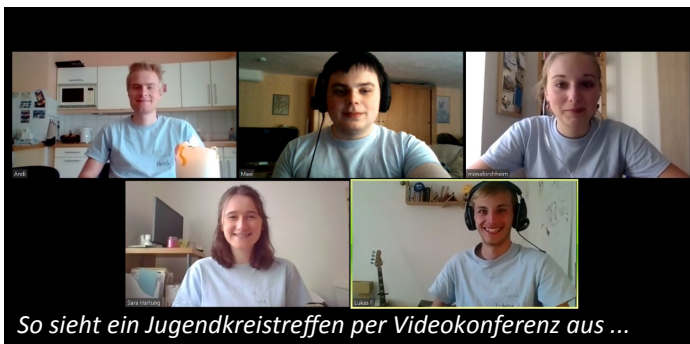 Andi
Maxi
monaforchheim
Sara Hartung
Lukas F
So sieht ein Jugendkreistreffen per Videokonferenz aus ...